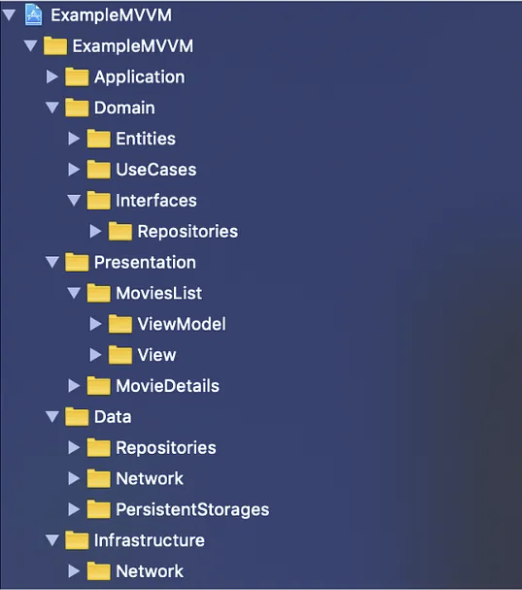 ExampleMVVM
ExampleMVVM
Application
Domain
Entities
UseCases
Interfaces
Repositories
Presentation
MoviesList
ViewModel
View
MovieDetails
Data
Repositories
Network
PersistentStorages
Infrastructure
Network